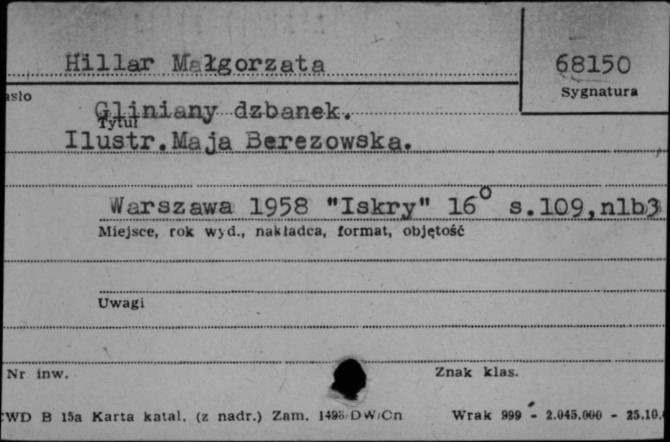 Hillar Małgorzata
68150
Sygnatura
Gliniany dzbanek.
Tytuł
Ilustr.Maja Berezowska.
Warszawa 1958 "Iskry" 16° s.109,nlb3
Miejsce, rok wyd., nakładca, format, objętość
Uwagi
Nr inw.
Znak klas.
WD B 15a Karta katal. (z nadr.) Zam. DW/Cn Wrak 999 - 2.045.000 - 25.10.